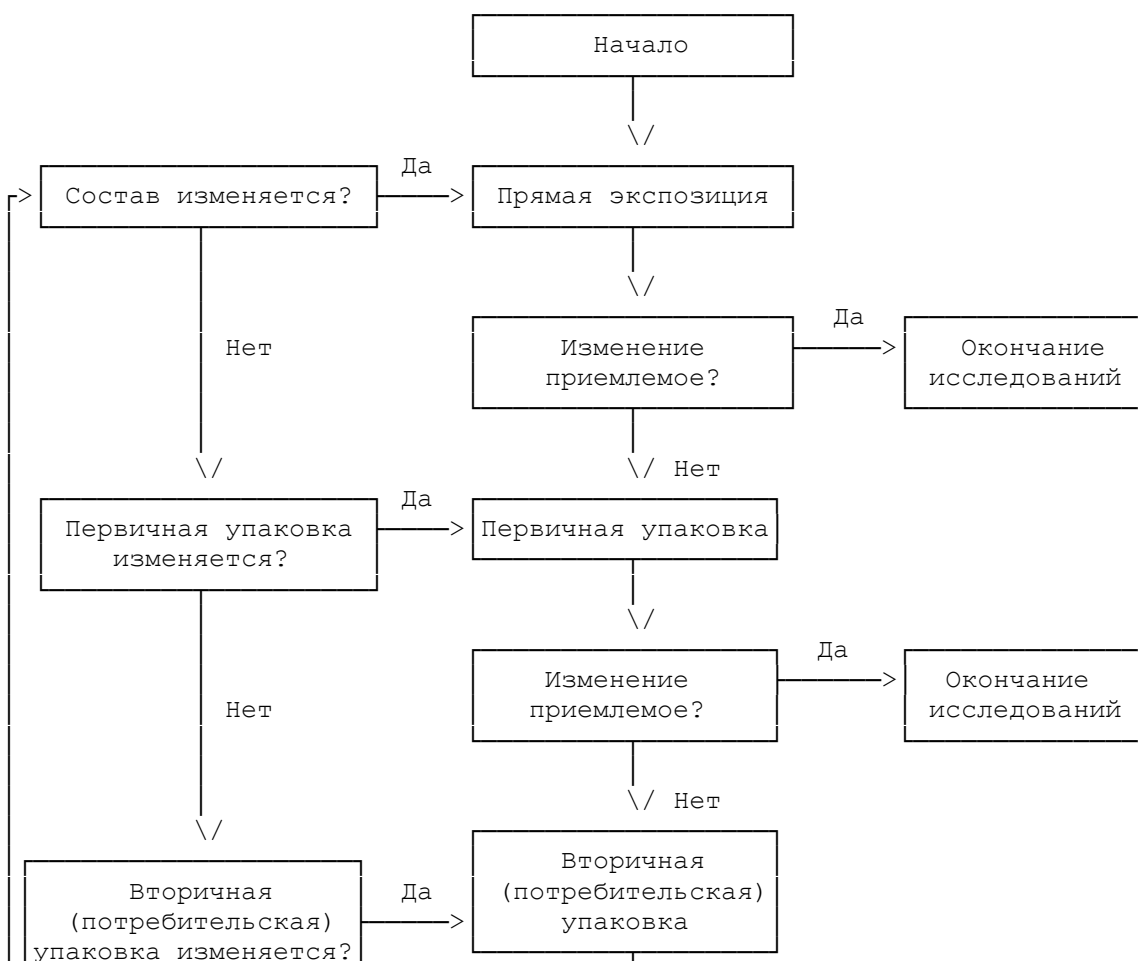 Начало
Да
Состав изменяется?
Прямая экспозиция
Да
Нет
Изменение
приемлемое?
Окончание
исследований
Нет
Да
Первичная упаковка
изменяется?
Первичная упаковка
Да
Нет
Изменение
приемлемое?
Окончание
исследований
Нет
Вторичная
(потребительская)
упаковка
Да
Вторичная
(потребительская)
упаковка изменяется?